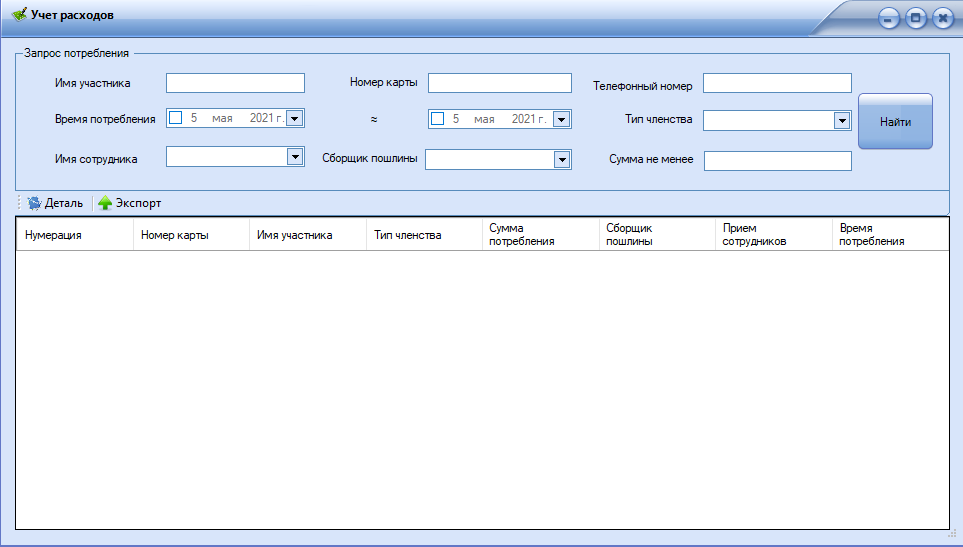 Учет расходов
Запрос потребления
Имя участника
Номер карты
Телефонный номер
Время потребления
5 мая 2021 г.
≈
5 мая 2021 г.
Тип членства
Найти
Имя сотрудника
Сборщик пошлины
Сумма не менее
Деталь
Экспорт
Нумерация
Номер карты
Имя участника
Тип членства
Сумма
потребления
Сборщик
пошлины
Прием
сотрудников
Время
потребления